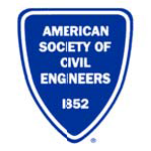 AMERICAN
SOCIETY OF
CIVIL
ENGINEERS
1852